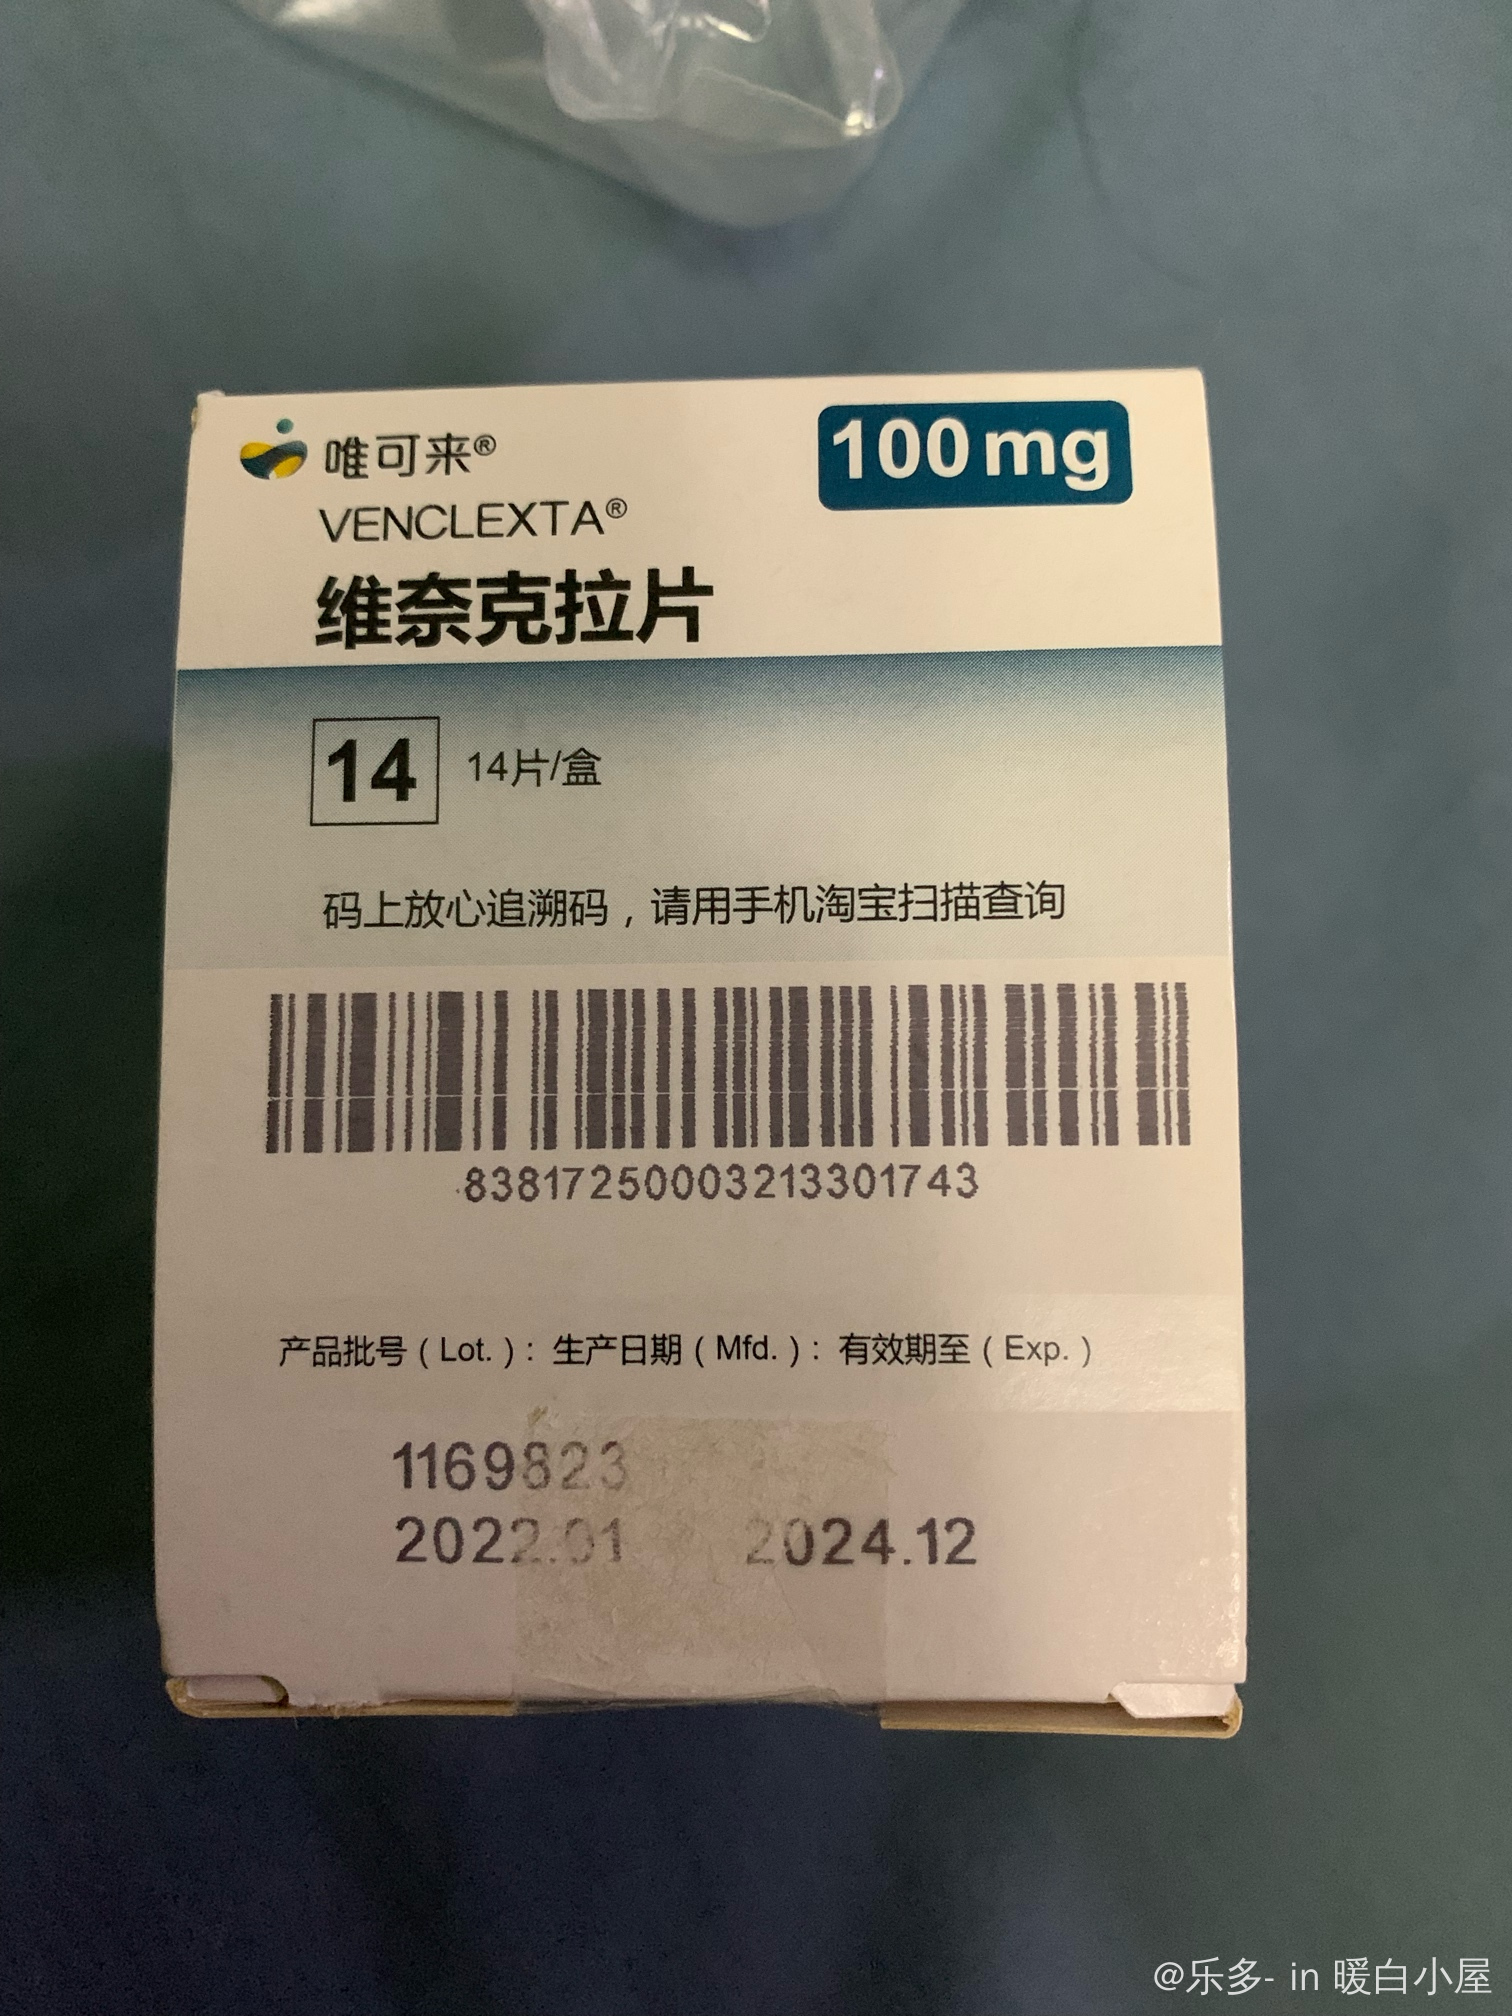 唯可来®
100mg
VENCLEXTA®
维奈克拉片
14 14片/盒
码上放心追溯码，请用手机淘宝扫描查询
83817250003213301743
产品批号（Lot.）：生产日期（Mfd.）：有效期至（Exp.）
1169823
2022.01 2024.12
@乐多- in 暖白小屋